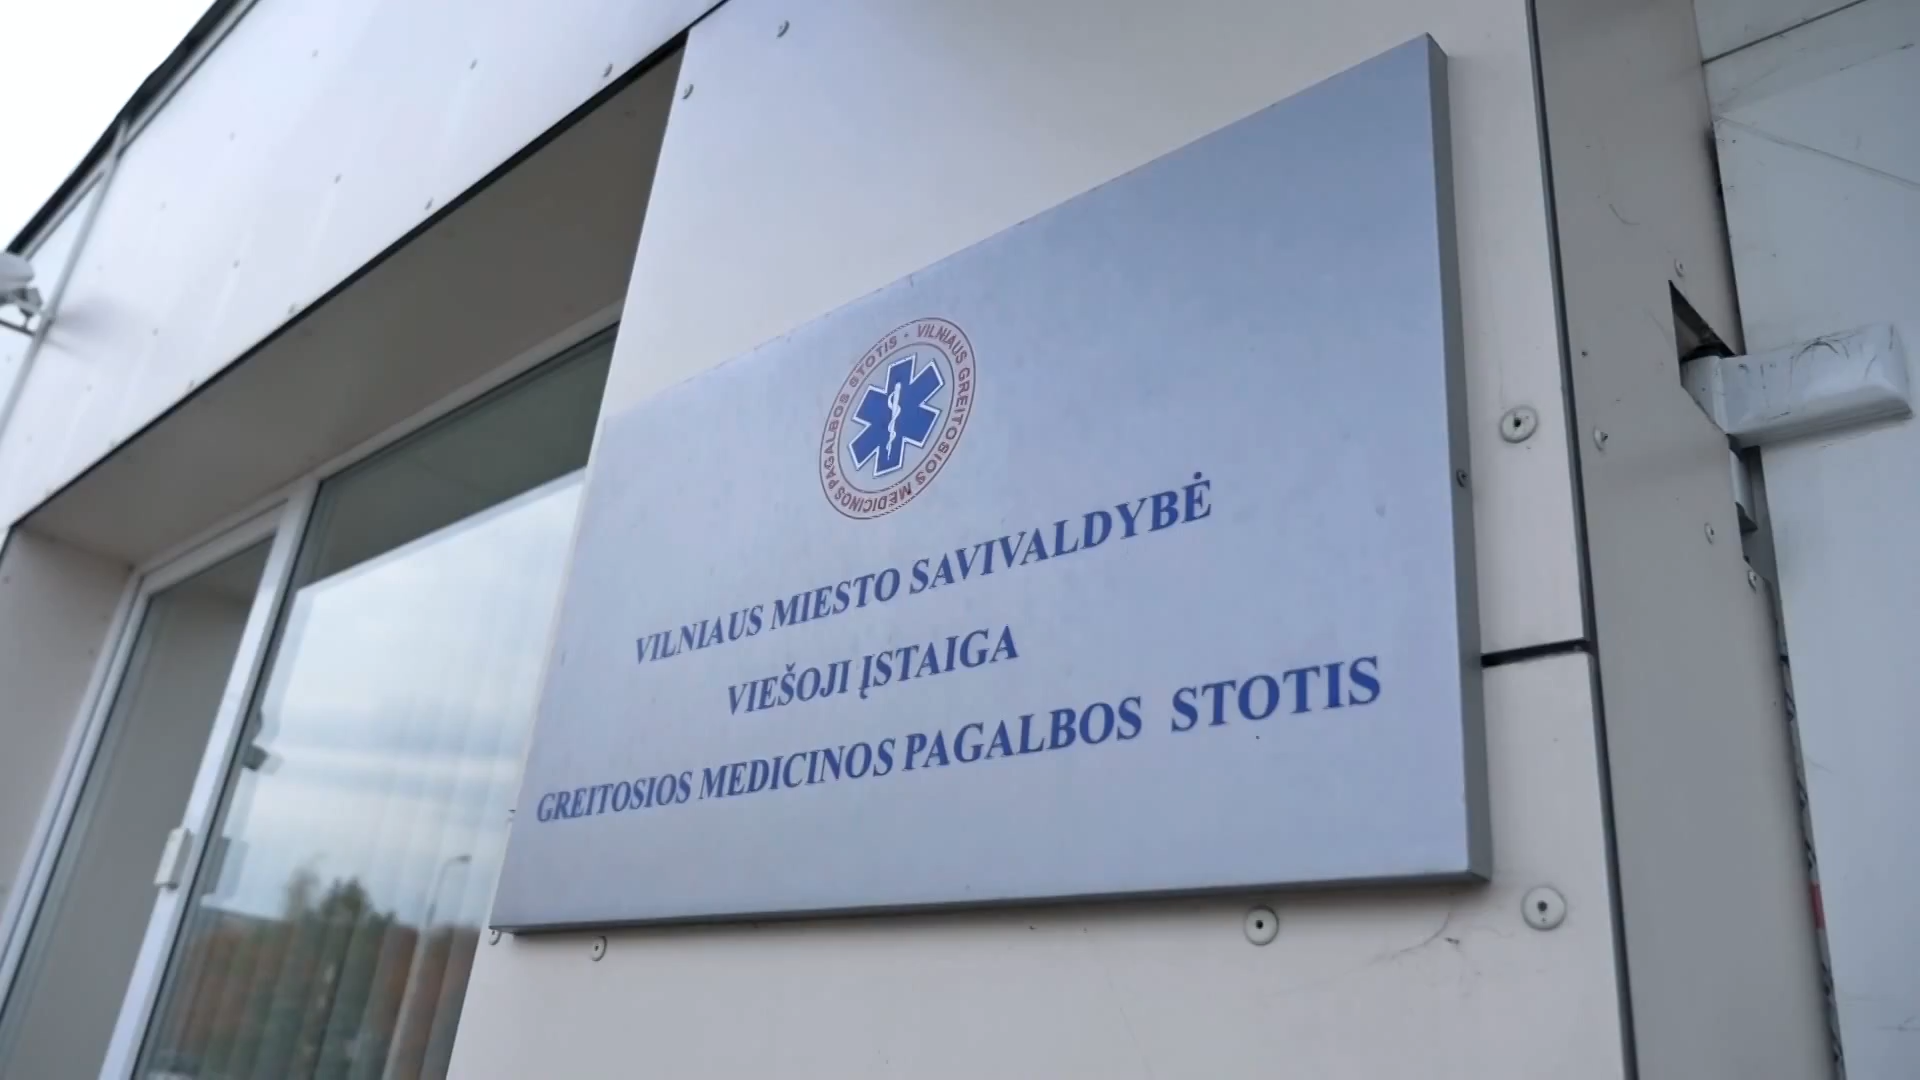 VILNIAUS GREITOSIOS MEDICINOS PAGALBOS STOTIS •
VILNIAUS MIESTO SAVIVALDYBĖ
VIEŠOJI ĮSTAIGA
GREITOSIOS MEDICINOS PAGALBOS STOTIS